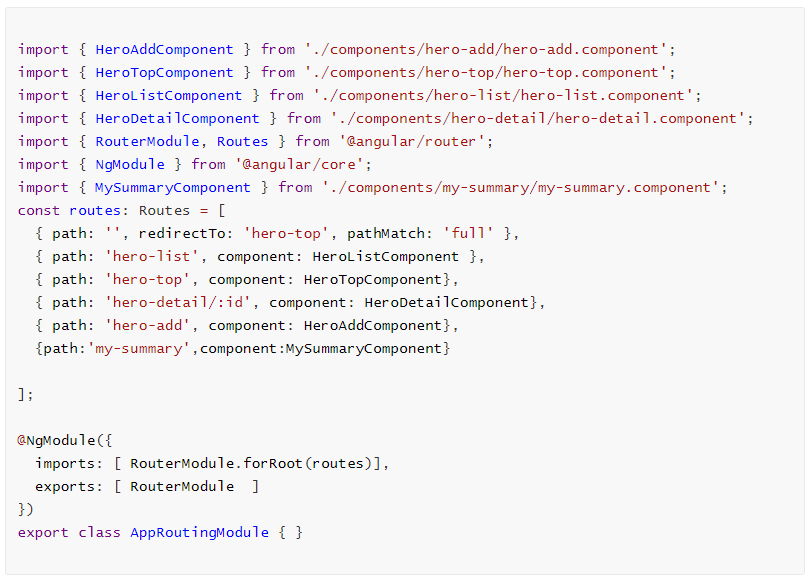 import { HeroAddComponent } from './components/hero-add/hero-add.component';
import { HeroTopComponent } from './components/hero-top/hero-top.component';
import { HeroListComponent } from './components/hero-list/hero-list.component';
import { HeroDetailComponent } from './components/hero-detail/hero-detail.component';
import { RouterModule, Routes } from '@angular/router';
import { NgModule } from '@angular/core';
import { MySummaryComponent } from './components/my-summary/my-summary.component';
const routes: Routes = [
  { path: '', redirectTo: 'hero-top', pathMatch: 'full' },
  { path: 'hero-list', component: HeroListComponent },
  { path: 'hero-top', component: HeroTopComponent},
  { path: 'hero-detail/:id', component: HeroDetailComponent},
  { path: 'hero-add', component: HeroAddComponent},
  {path:'my-summary',component:MySummaryComponent}
];
@NgModule({
  imports: [ RouterModule.forRoot(routes)],
  exports: [ RouterModule  ]
})
export class AppRoutingModule { }